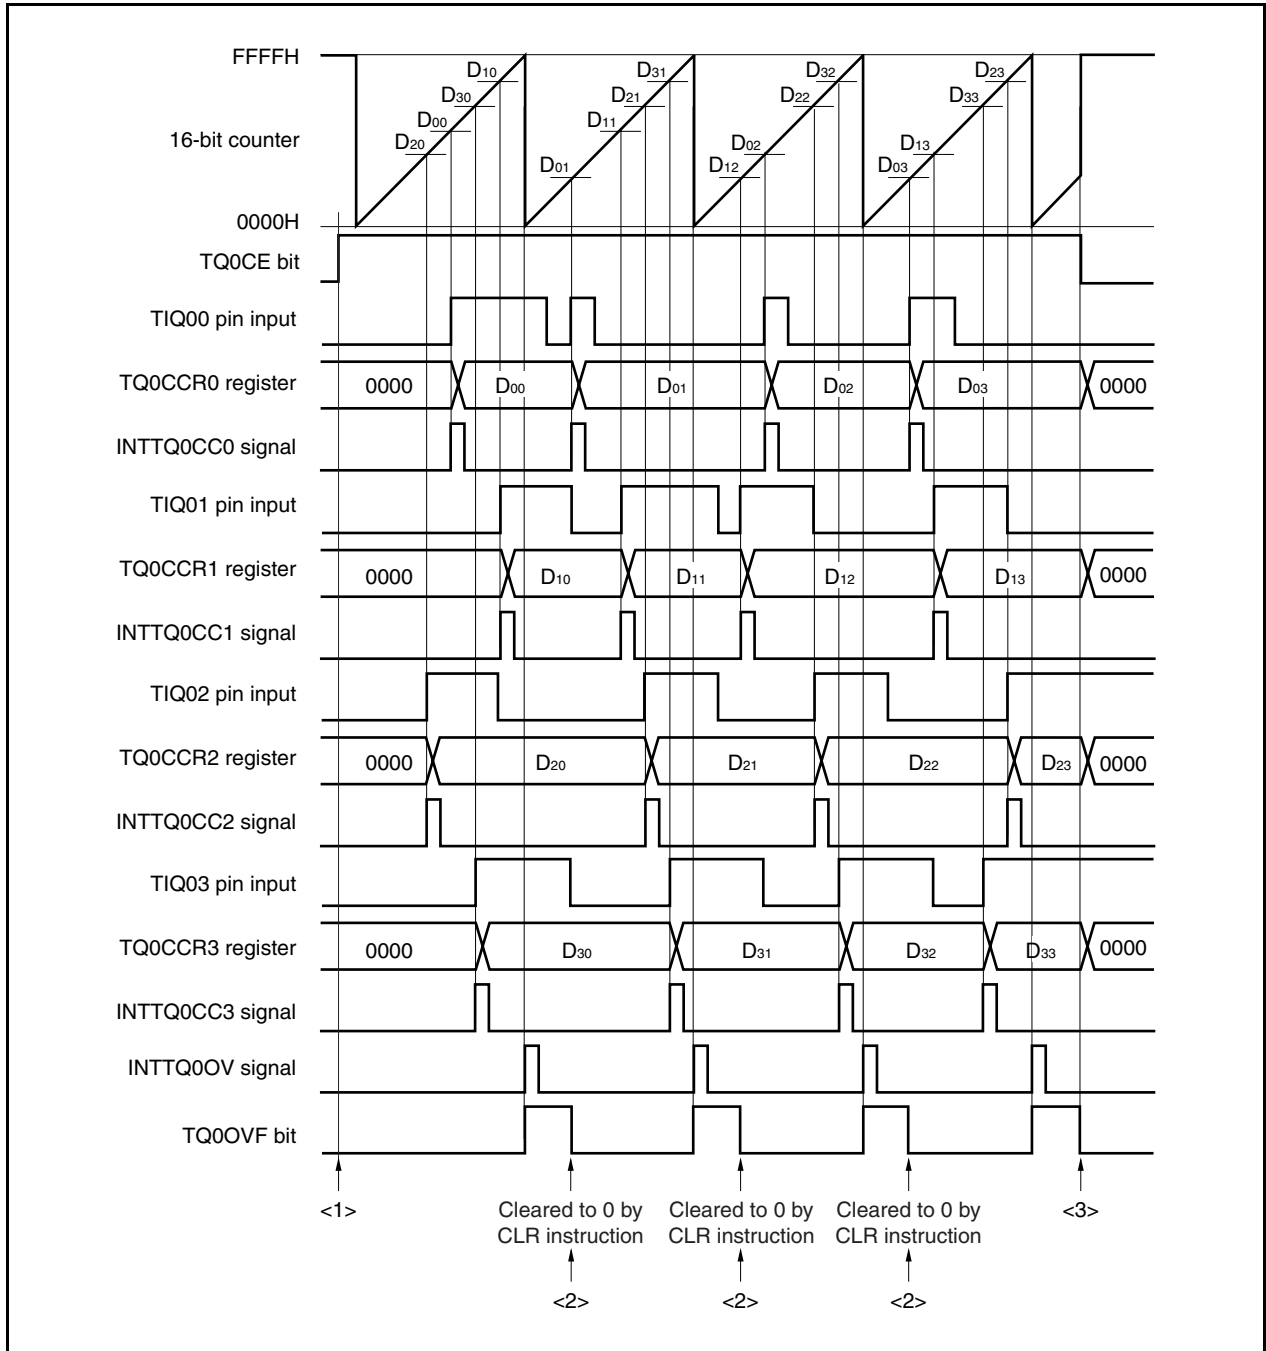 FFFFH
D10 D31 D32 D23
D30 D21 D22 D33
D00 D11
16-bit counter D20 D02 D13
D01 D12 D03
0000H
TQ0CE bit
TIQ00 pin input
TQ0CCR0 register 0000 D00 D01 D02 D03 0000
INTTQ0CC0 signal
TIQ01 pin input
TQ0CCR1 register 0000 D10 D11 D12 D13 0000
INTTQ0CC1 signal
TIQ02 pin input
TQ0CCR2 register 0000 D20 D21 D22 D23 0000
INTTQ0CC2 signal
TIQ03 pin input
TQ0CCR3 register 0000 D30 D31 D32 D33 0000
INTTQ0CC3 signal
INTTQ0OV signal
TQ0OVF bit
<1> Cleared to 0 by Cleared to 0 by Cleared to 0 by <3>
CLR instruction CLR instruction CLR instruction
<2> <2> <2>